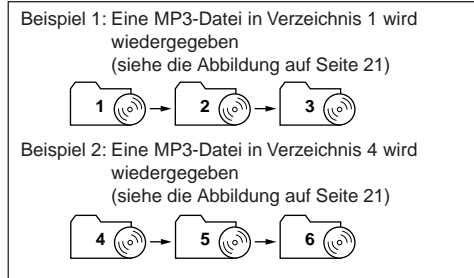 Beispiel 1: Eine MP3-Datei in Verzeichnis 1 wird
wiedergegeben
(siehe die Abbildung auf Seite 21)
1 2 3
Beispiel 2: Eine MP3-Datei in Verzeichnis 4 wird
wiedergegeben
(siehe die Abbildung auf Seite 21)
4 5 6